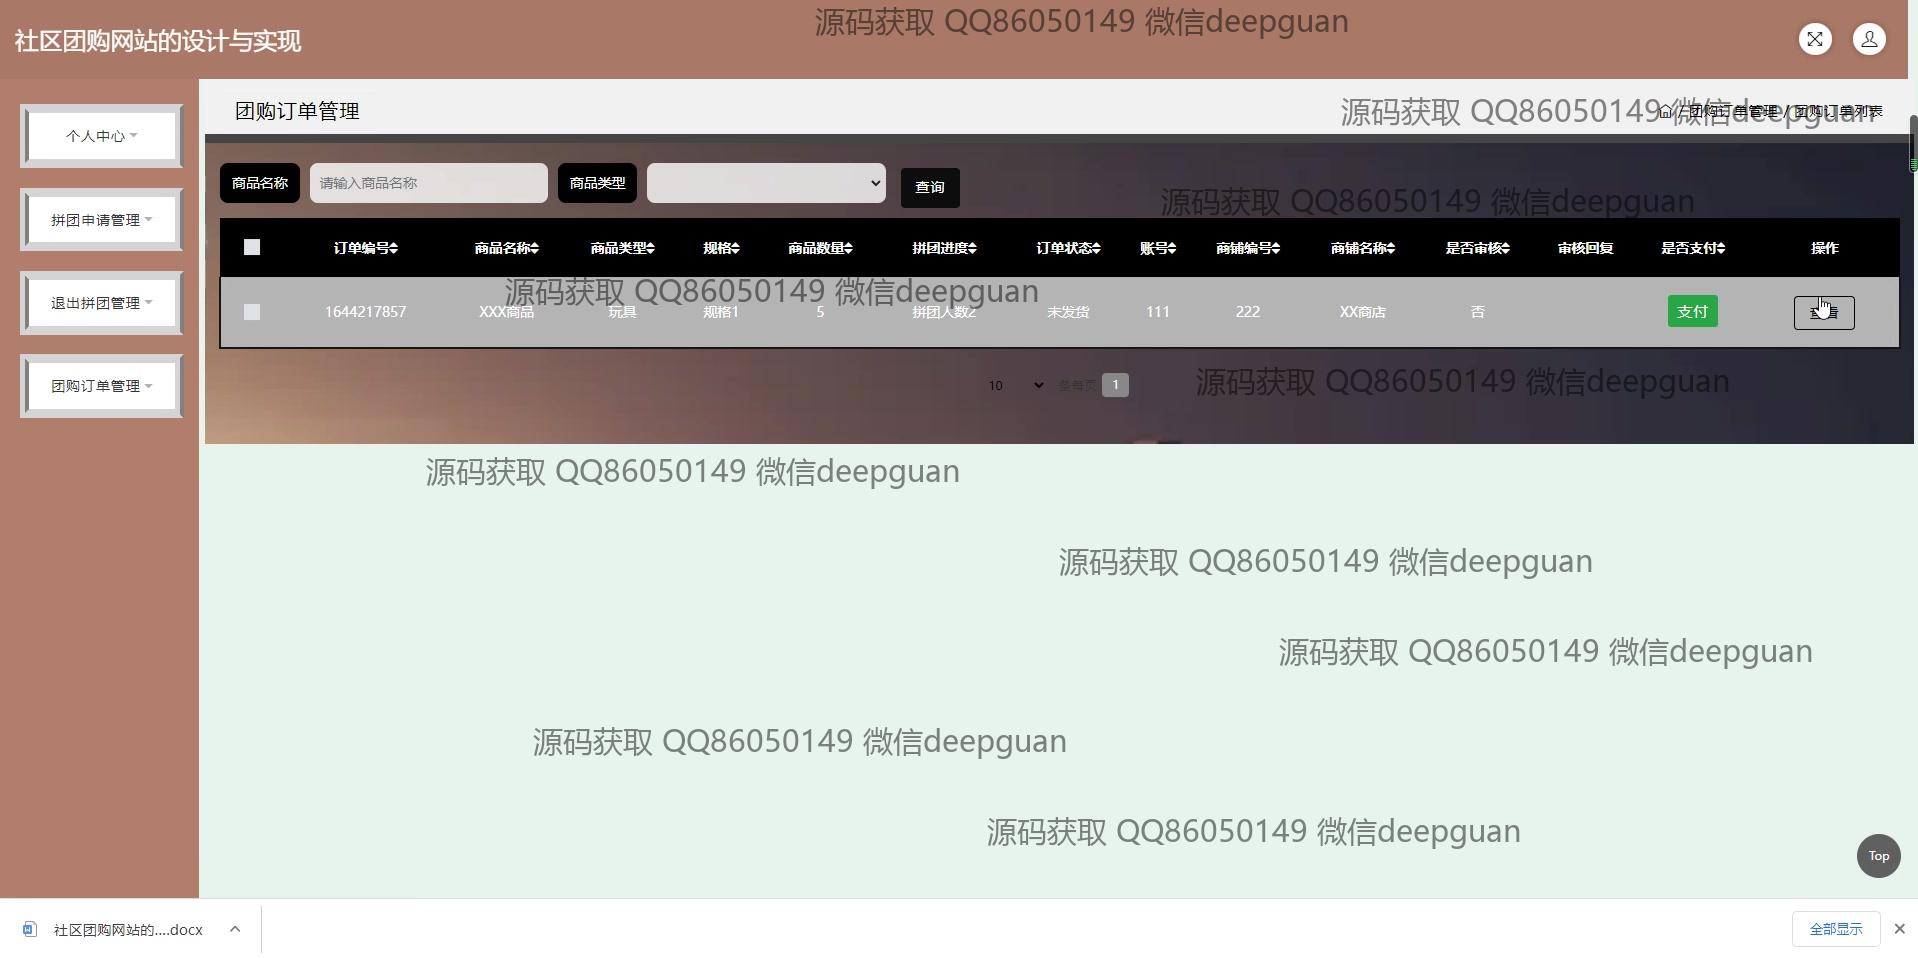 源码获取 QQ86050149 微信deepguan
社区团购网站的设计与实现
团购订单管理
源码获取 QQ86050149 微信deepguan
/ 团购订单管理 / 团购订单列表
个人中心
拼团申请管理
退出拼团管理
团购订单管理
商品名称 请输入商品名称 商品类型 查询
源码获取 QQ86050149 微信deepguan
订单编号 商品名称 商品类型 规格 商品数量 拼团进度 订单状态 账号 商铺编号 商铺名称 是否审核 审核回复 是否支付 操作
源码获取 QQ86050149 微信deepguan
1644217857 XXX商品 玩具 规格1 5 拼团人数2 未发货 111 222 XX商店 否 支付
10 条每页 1
源码获取 QQ86050149 微信deepguan
源码获取 QQ86050149 微信deepguan
源码获取 QQ86050149 微信deepguan
源码获取 QQ86050149 微信deepguan
源码获取 QQ86050149 微信deepguan
源码获取 QQ86050149 微信deepguan
Top
社区团购网站的....docx
全部显示